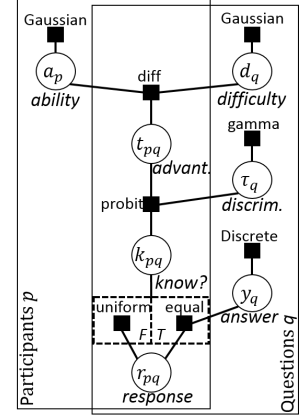 Gaussian
Gaussian
a_p
diff
d_q
ability
difficulty
gamma
t_pq
advant.
τ_q
probit
discrim.
k_pq
Discrete
know?
uniform equal
y_q
F T
answer
r_pq
response
Participants p
Questions q